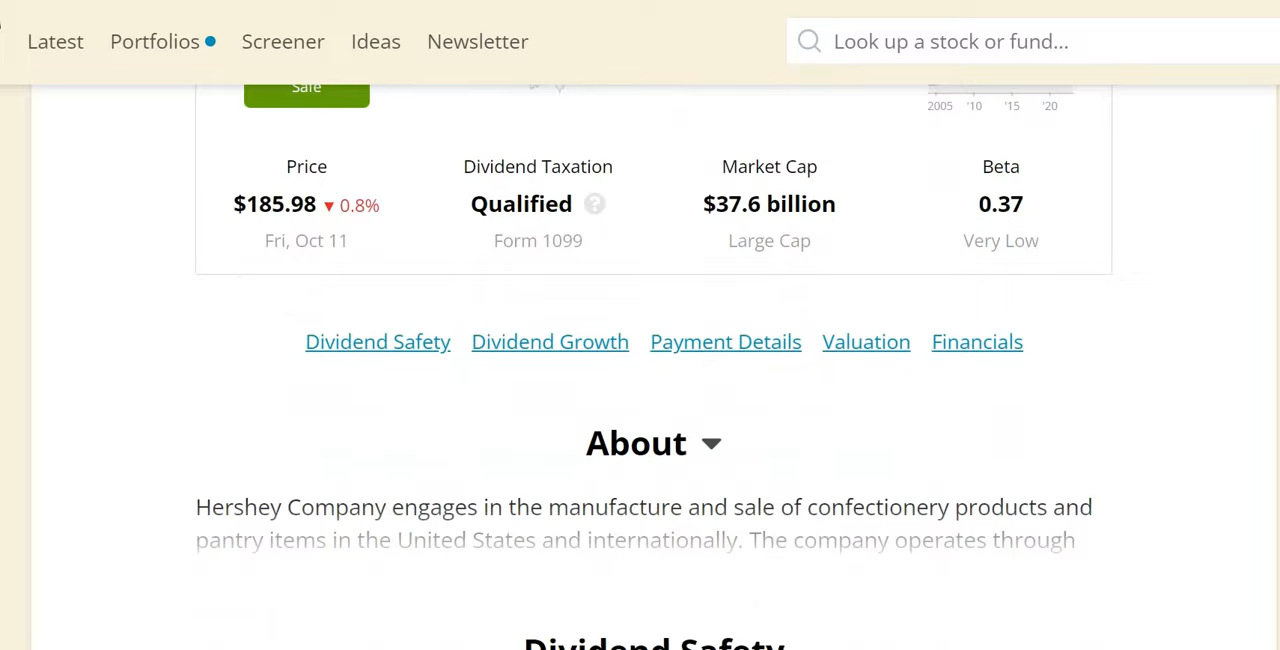 Latest Portfolios Screener Ideas Newsletter Look up a stock or fund...
Safe
2005 '10 '15 '20
Price Dividend Taxation Market Cap Beta
$185.98 ▼ 0.8% Qualified ? $37.6 billion 0.37
Fri, Oct 11 Form 1099 Large Cap Very Low
Dividend Safety Dividend Growth Payment Details Valuation Financials
About
Hershey Company engages in the manufacture and sale of confectionery products and
pantry items in the United States and internationally. The company operates through
Dividend Safety